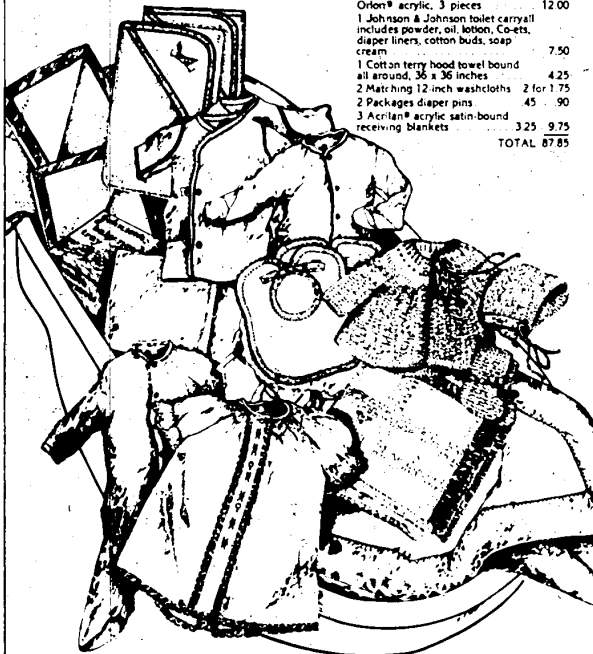 Orlon® acrylic, 3 pieces . . . . . . . 12.00
1 Johnson & Johnson toilet carryall
includes powder, oil, lotion, Co-ets,
diaper liners, cotton buds, soap
cream . . . . . . . 7.50
1 Cotton terry hood towel bound
all around, 36 x 36 inches . . . . 4.25
2 Matching 12-inch washcloths 2 for 1.75
2 Packages diaper pins . . . .45 . .90
3 Acrilan® acrylic satin-bound
receiving blankets . . . . . . . 3.25 9.75
TOTAL 87.85